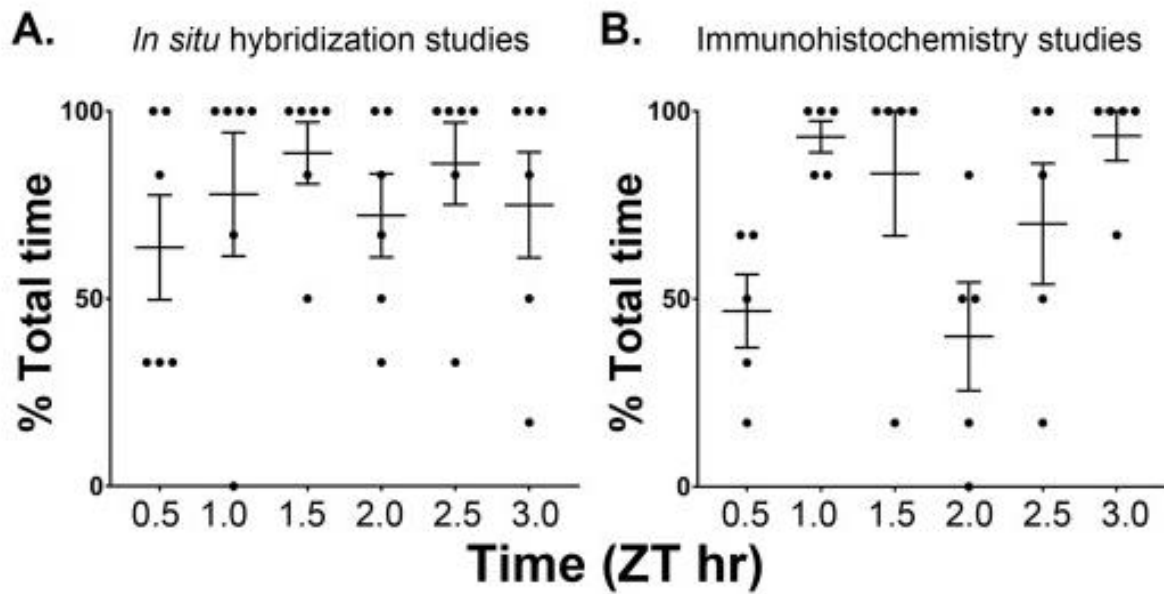 A. In situ hybridization studies
B. Immunohistochemistry studies
% Total time
100
50
0
0.5 1.0 1.5 2.0 2.5 3.0
% Total time
100
50
0
0.5 1.0 1.5 2.0 2.5 3.0
Time (ZT hr)